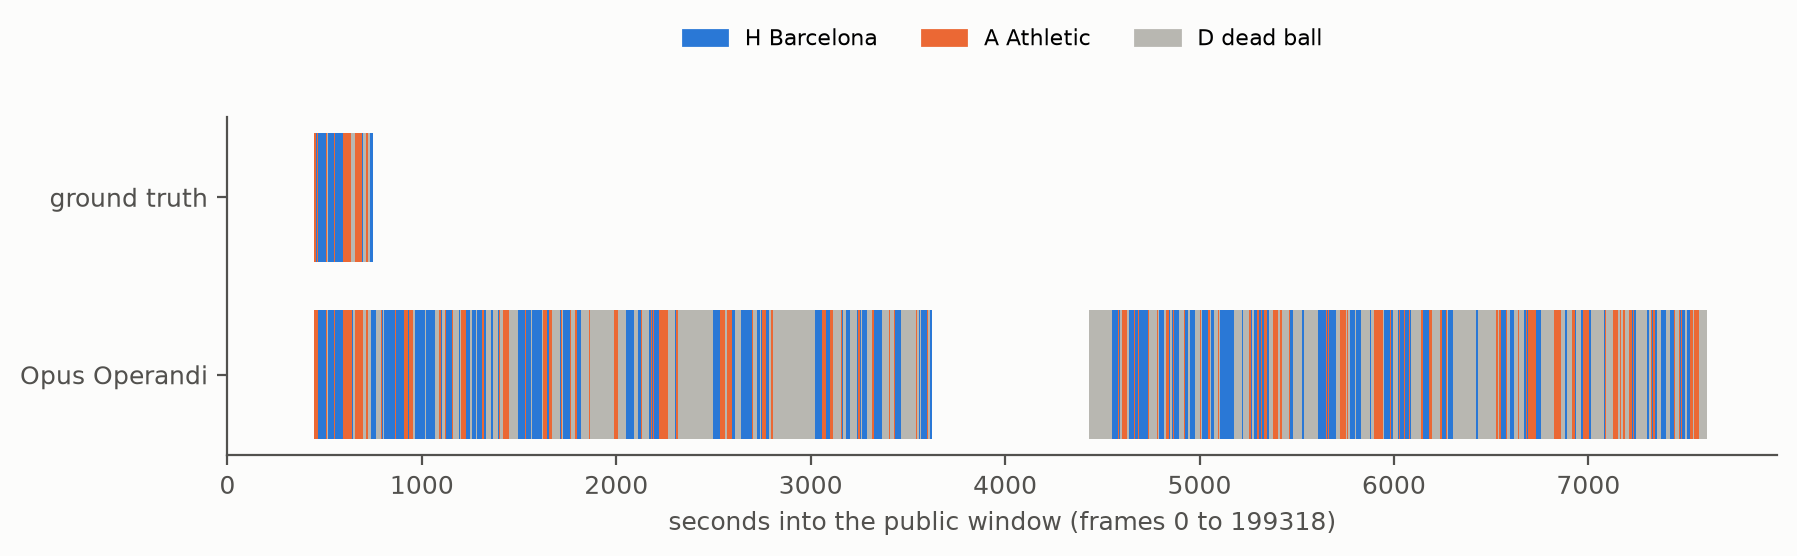 H Barcelona
A Athletic
D dead ball
ground truth
Opus Operandi
0
1000
2000
3000
4000
5000
6000
7000
seconds into the public window (frames 0 to 199318)